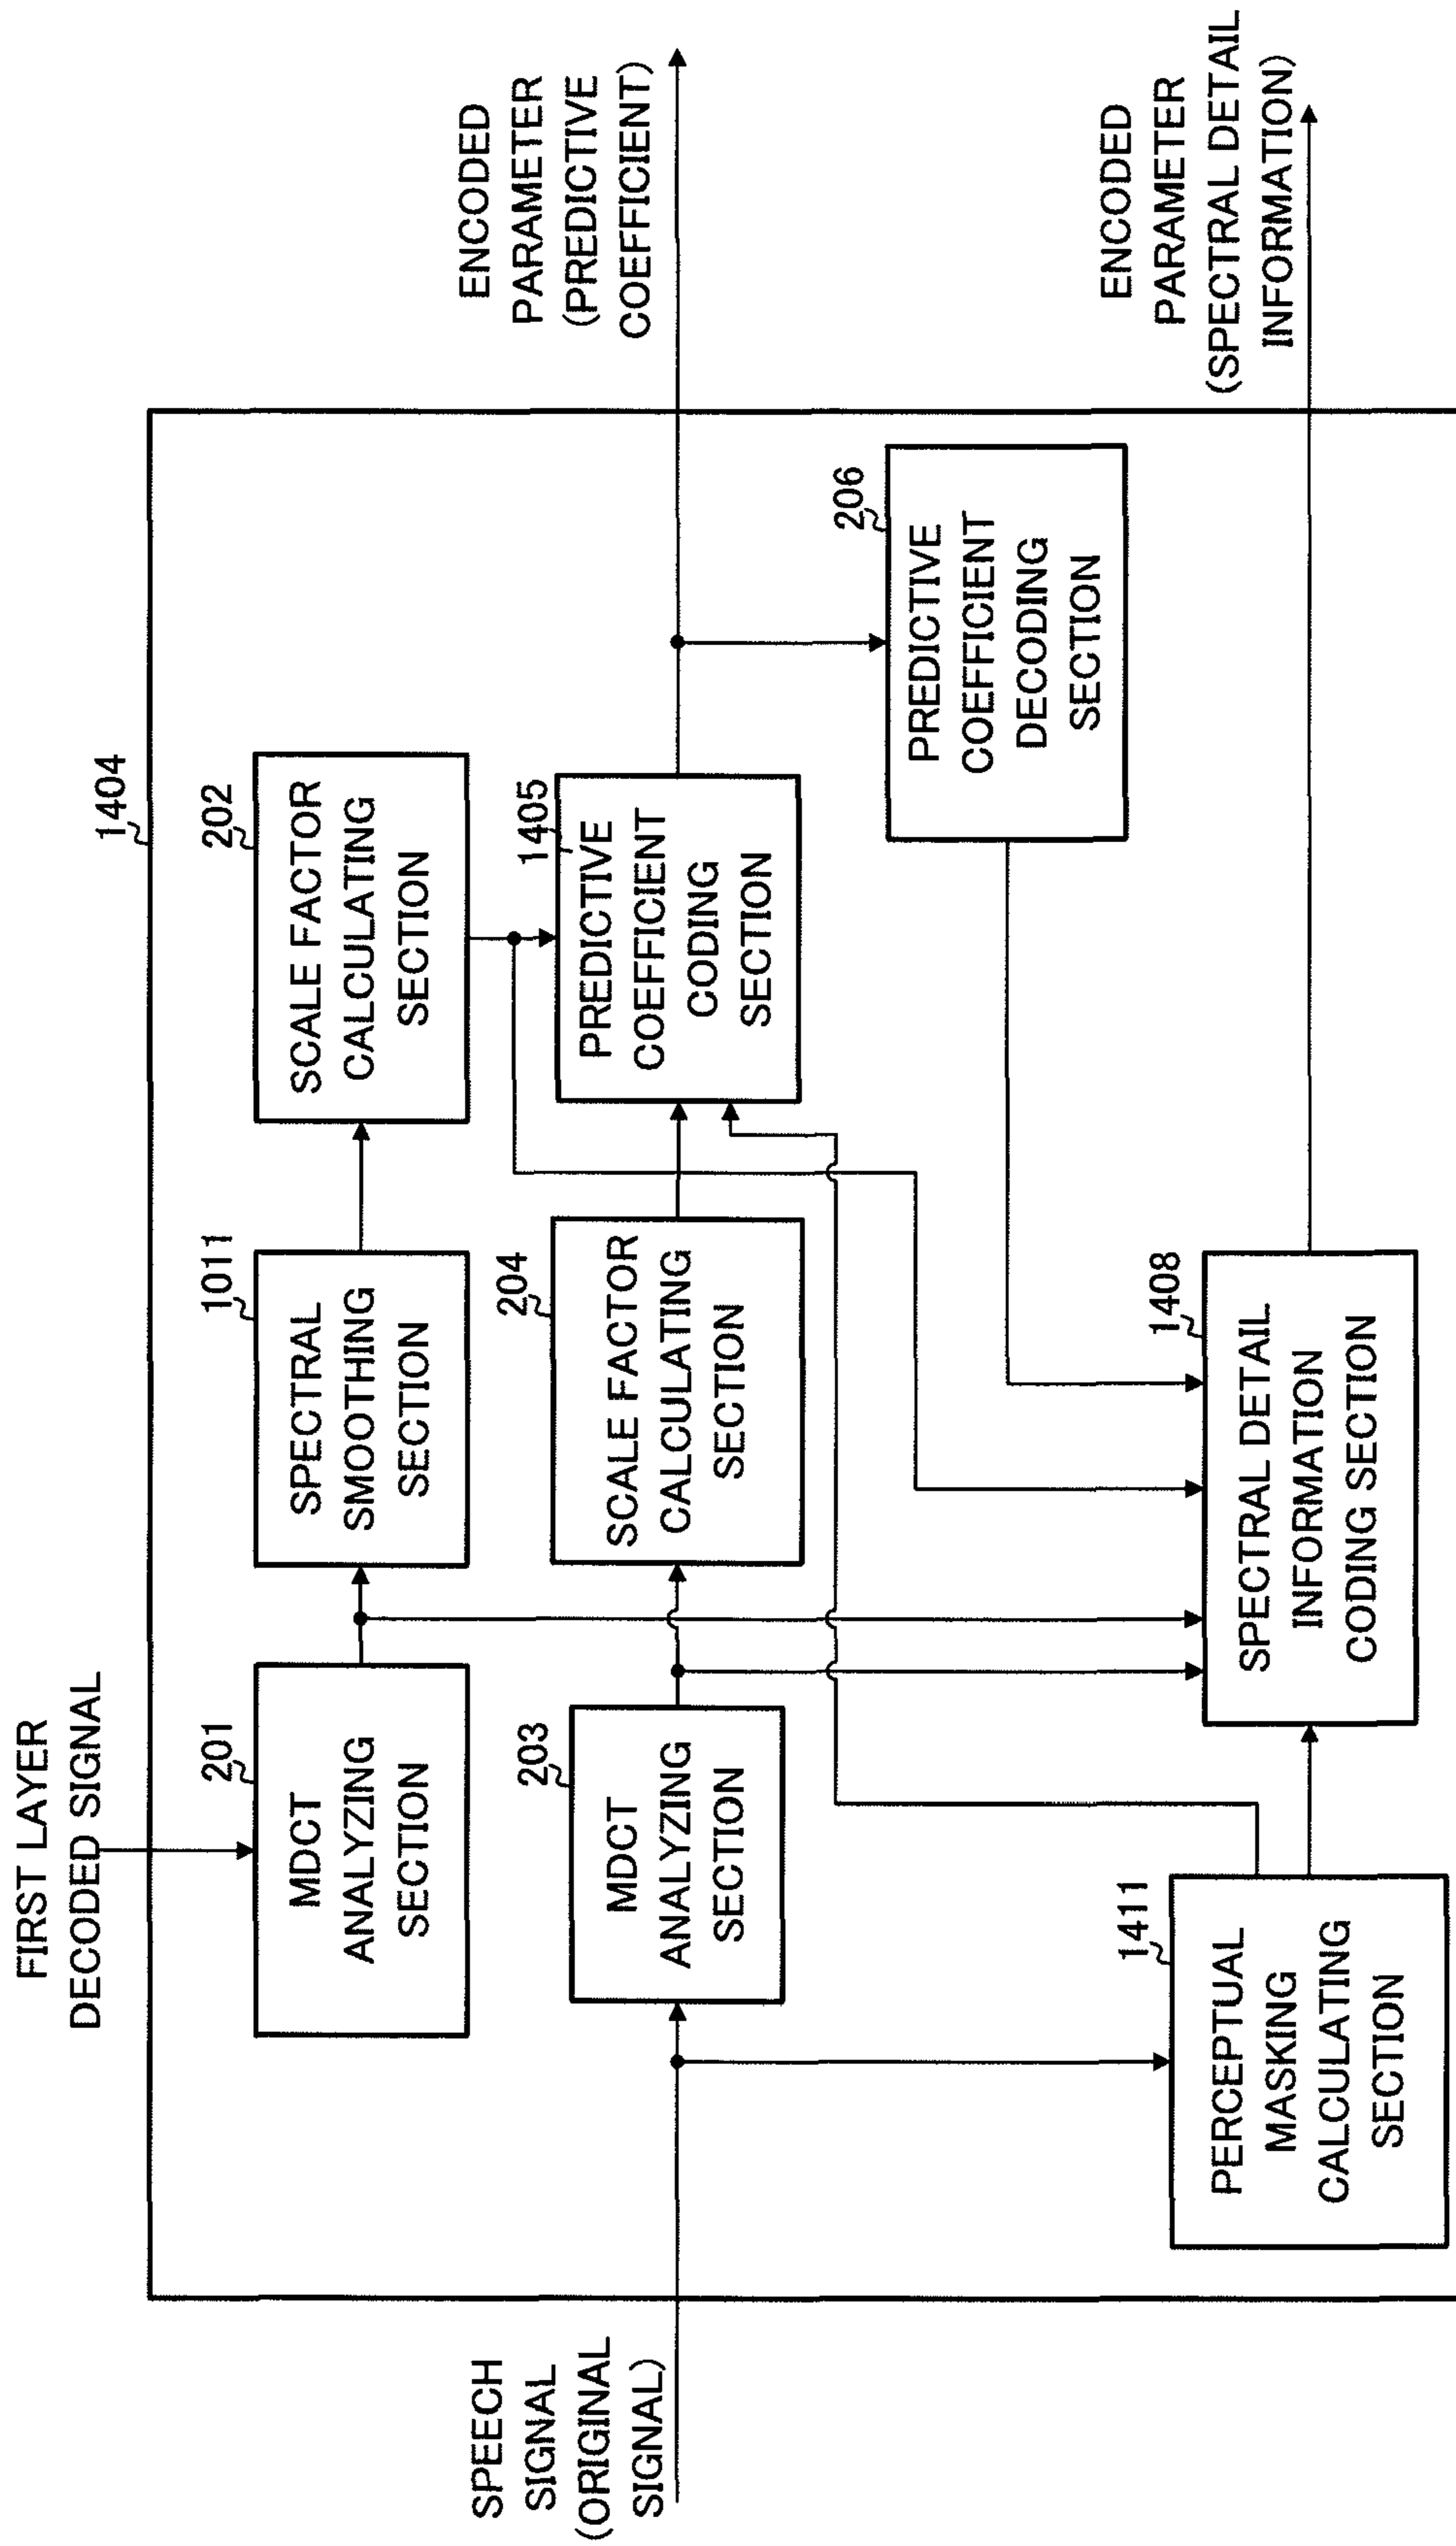 FIRST LAYER
DECODED SIGNAL
1404
201
MDCT
ANALYZING
SECTION
1011
SPECTRAL
SMOOTHING
SECTION
202
SCALE FACTOR
CALCULATING
SECTION
SPEECH
SIGNAL
(ORIGINAL
SIGNAL)
203
MDCT
ANALYZING
SECTION
204
SCALE FACTOR
CALCULATING
SECTION
1405
PREDICTIVE
COEFFICIENT
CODING
SECTION
ENCODED
PARAMETER
(PREDICTIVE
COEFFICIENT)
206
PREDICTIVE
COEFFICIENT
DECODING
SECTION
1411
PERCEPTUAL
MASKING
CALCULATING
SECTION
1408
SPECTRAL DETAIL
INFORMATION
CODING SECTION
ENCODED
PARAMETER
(SPECTRAL DETAIL
INFORMATION)